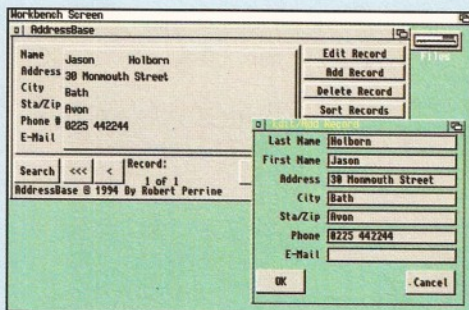 Workbench Screen
AddressBase
Name Jason Holborn
Address 30 Monmouth Street
City Bath
Sta/Zip Avon
Phone # 0225 442244
E-Mail
Edit Record
Add Record
Delete Record
Sort Records
Files
Search <<< < Record:
1 of 1
AddressBase © 1994 By Robert Perrine
Edit/Add Record
Last Name Holborn
First Name Jason
Address 30 Monmouth Street
City Bath
Sta/Zip Avon
Phone 0225 442244
E-Mail
OK
Cancel